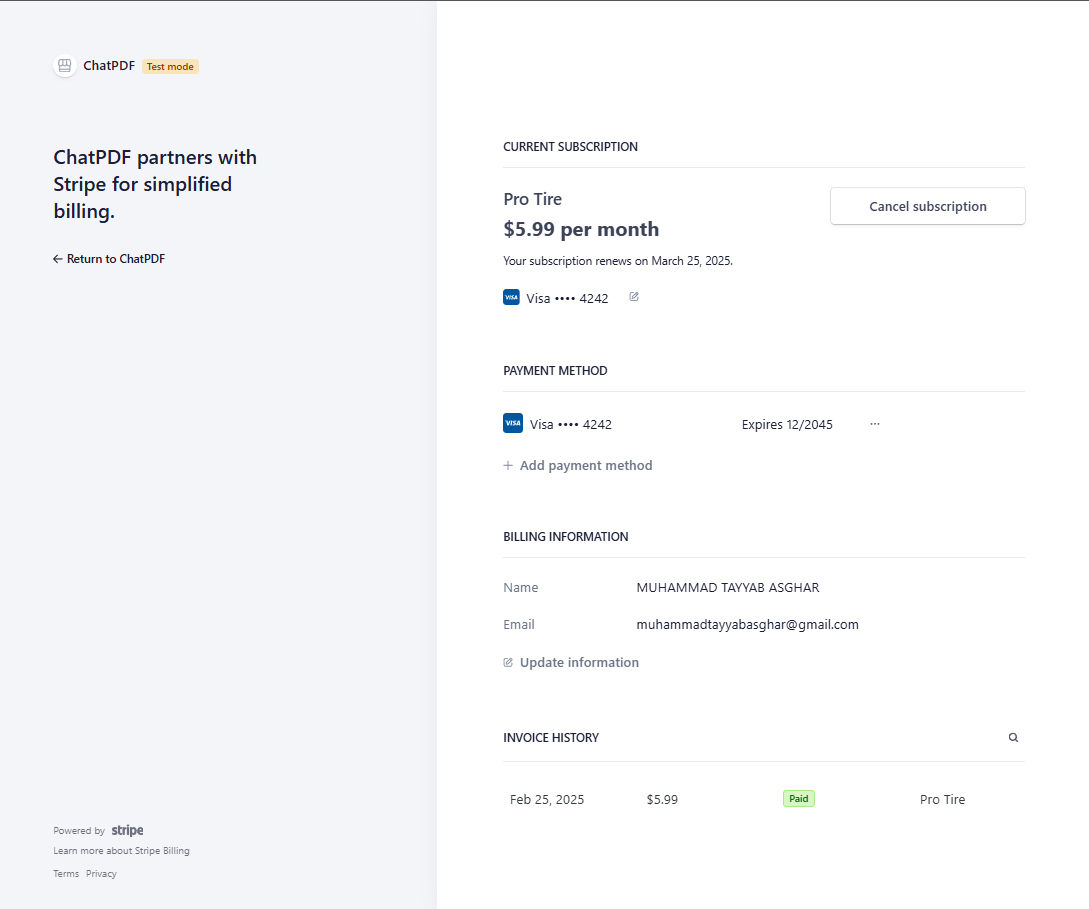 ChatPDF Test mode
ChatPDF partners with
Stripe for simplified
billing.
← Return to ChatPDF
Powered by stripe
Learn more about Stripe Billing
Terms Privacy
CURRENT SUBSCRIPTION
Pro Tire
$5.99 per month
Your subscription renews on March 25, 2025.
VISA Visa •••• 4242
Cancel subscription
PAYMENT METHOD
VISA Visa •••• 4242 Expires 12/2045 ···
+ Add payment method
BILLING INFORMATION
Name MUHAMMAD TAYYAB ASGHAR
Email muhammadtayyabasghar@gmail.com
Update information
INVOICE HISTORY
Feb 25, 2025 $5.99 Paid Pro Tire